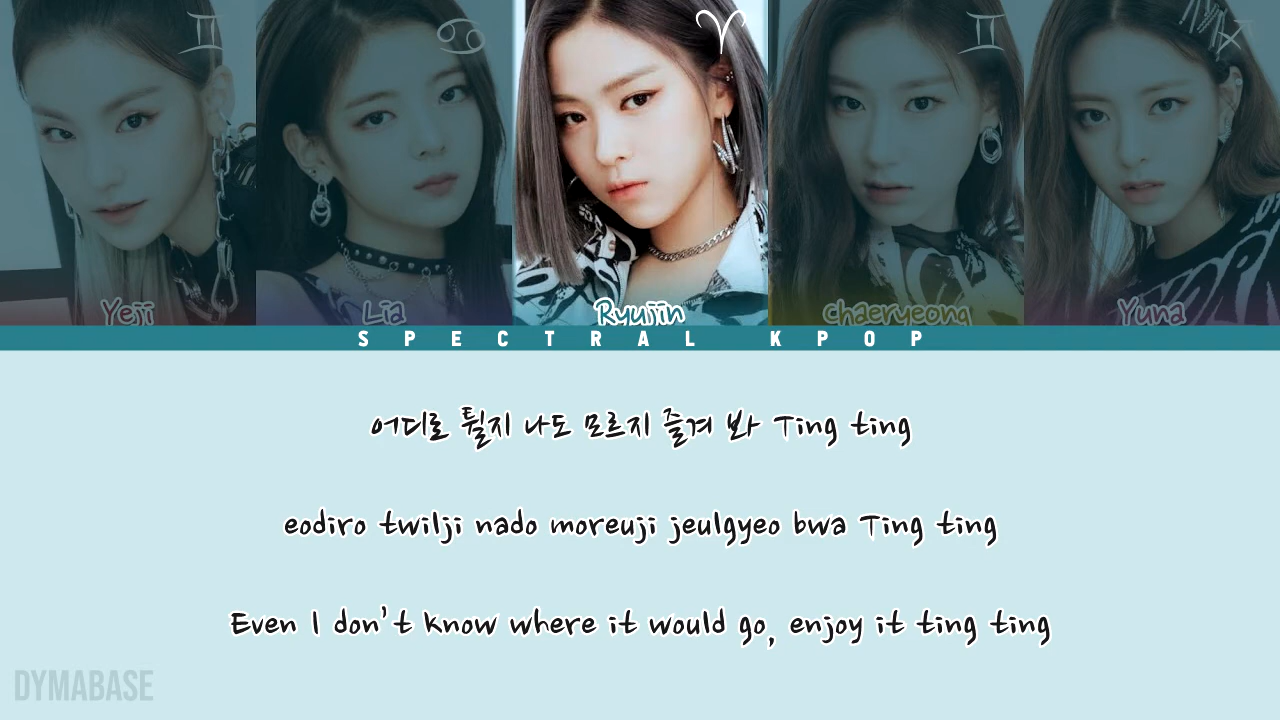 Yeji Lia Ryujin chaeryeong Yuna
SPECTRAL KPOP
어디로 튈지 나도 모르지 즐겨 봐 Ting ting
eodiro twilji nado moreuji jeulgyeo bwa Ting ting
Even I don't know where it would go, enjoy it ting ting
DYMABASE